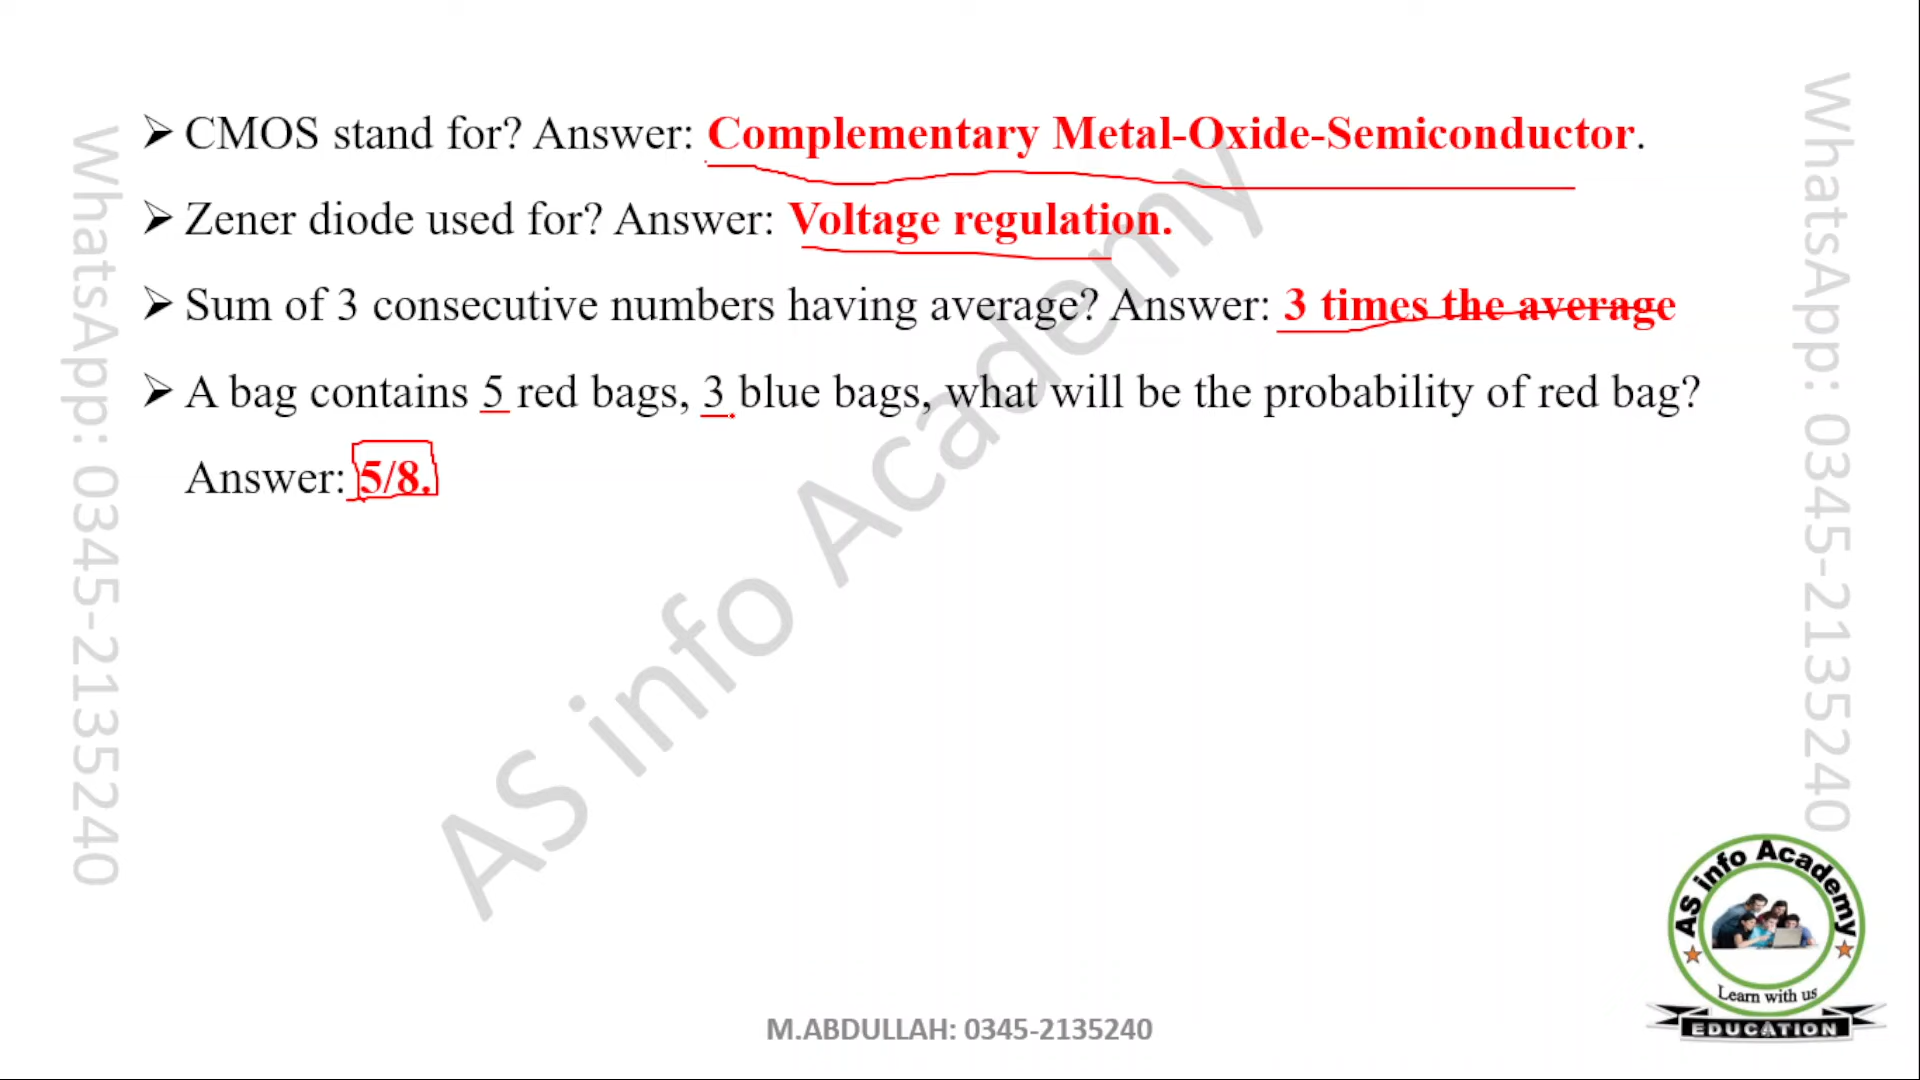 ➢ CMOS stand for? Answer: Complementary Metal-Oxide-Semiconductor.
➢ Zener diode used for? Answer: Voltage regulation.
➢ Sum of 3 consecutive numbers having average? Answer: 3 times the average
➢ A bag contains 5 red bags, 3 blue bags, what will be the probability of red bag?
Answer: 5/8.
WhatsApp: 0345-2135240
AS info Academy
WhatsApp: 0345-2135240
AS info Academy
Learn with us
EDUCATION
M.ABDULLAH: 0345-2135240